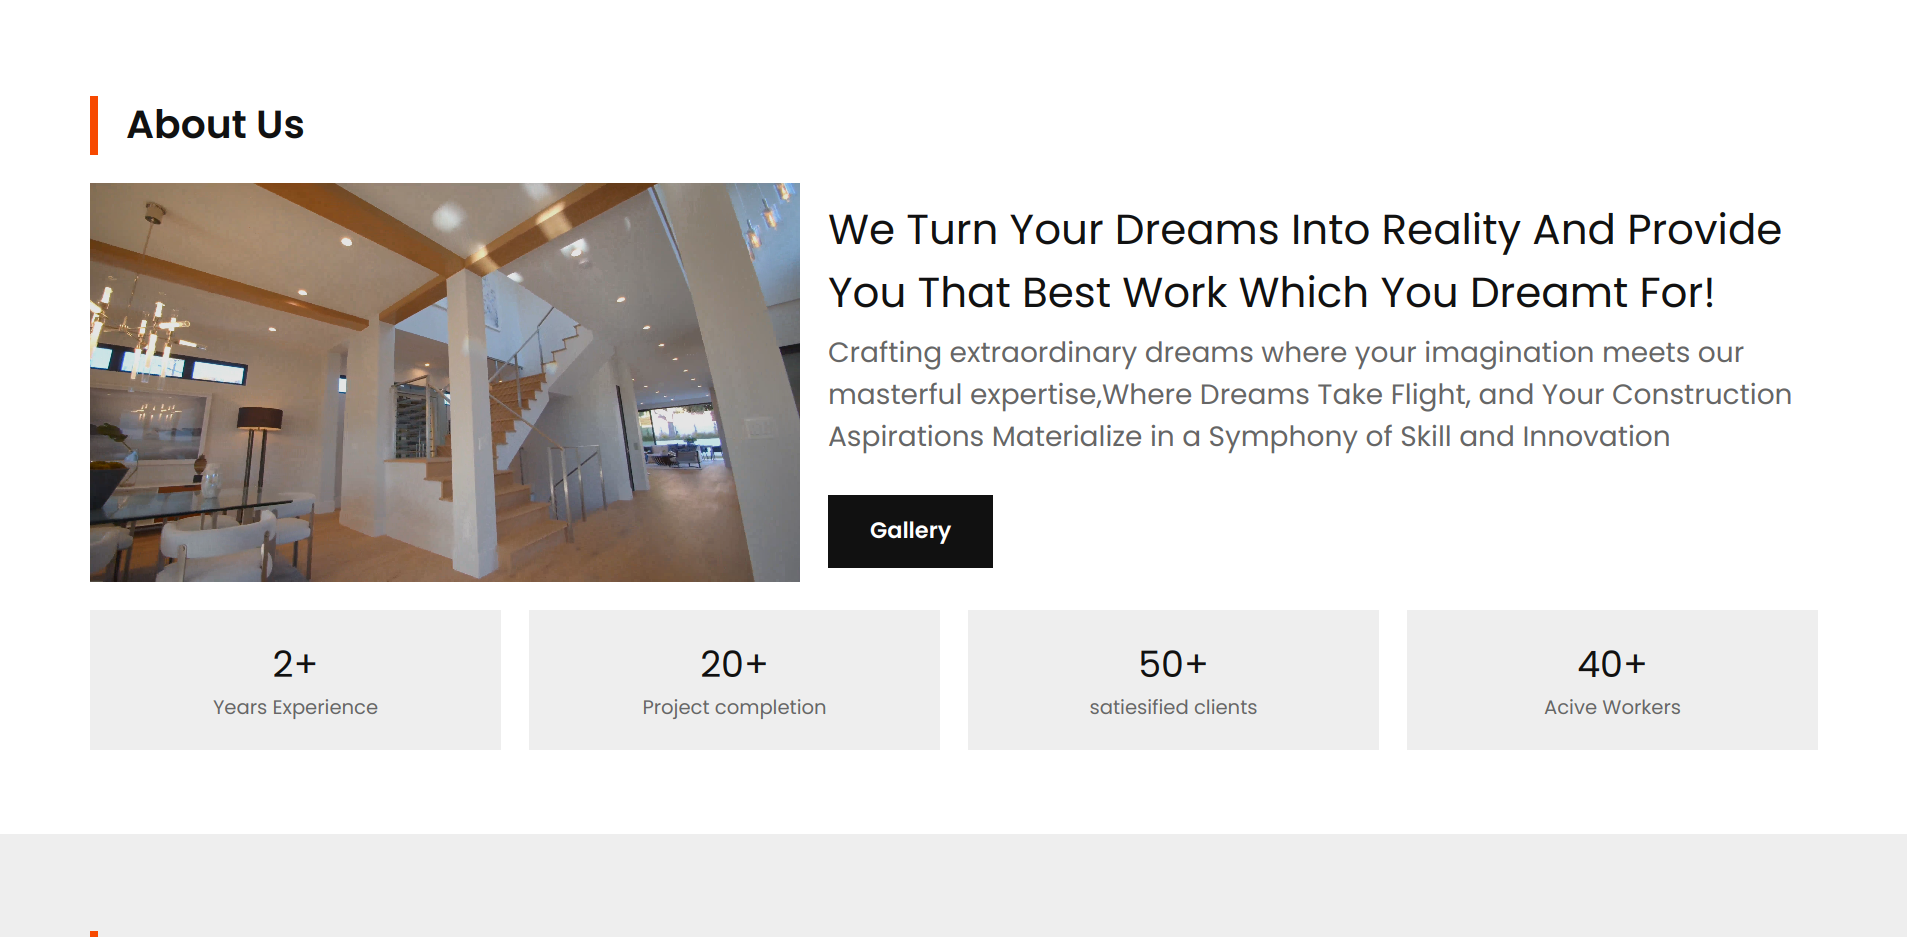 About Us
We Turn Your Dreams Into Reality And Provide
You That Best Work Which You Dreamt For!
Crafting extraordinary dreams where your imagination meets our
masterful expertise,Where Dreams Take Flight, and Your Construction
Aspirations Materialize in a Symphony of Skill and Innovation
Gallery
2+
Years Experience
20+
Project completion
50+
satiesified clients
40+
Acive Workers